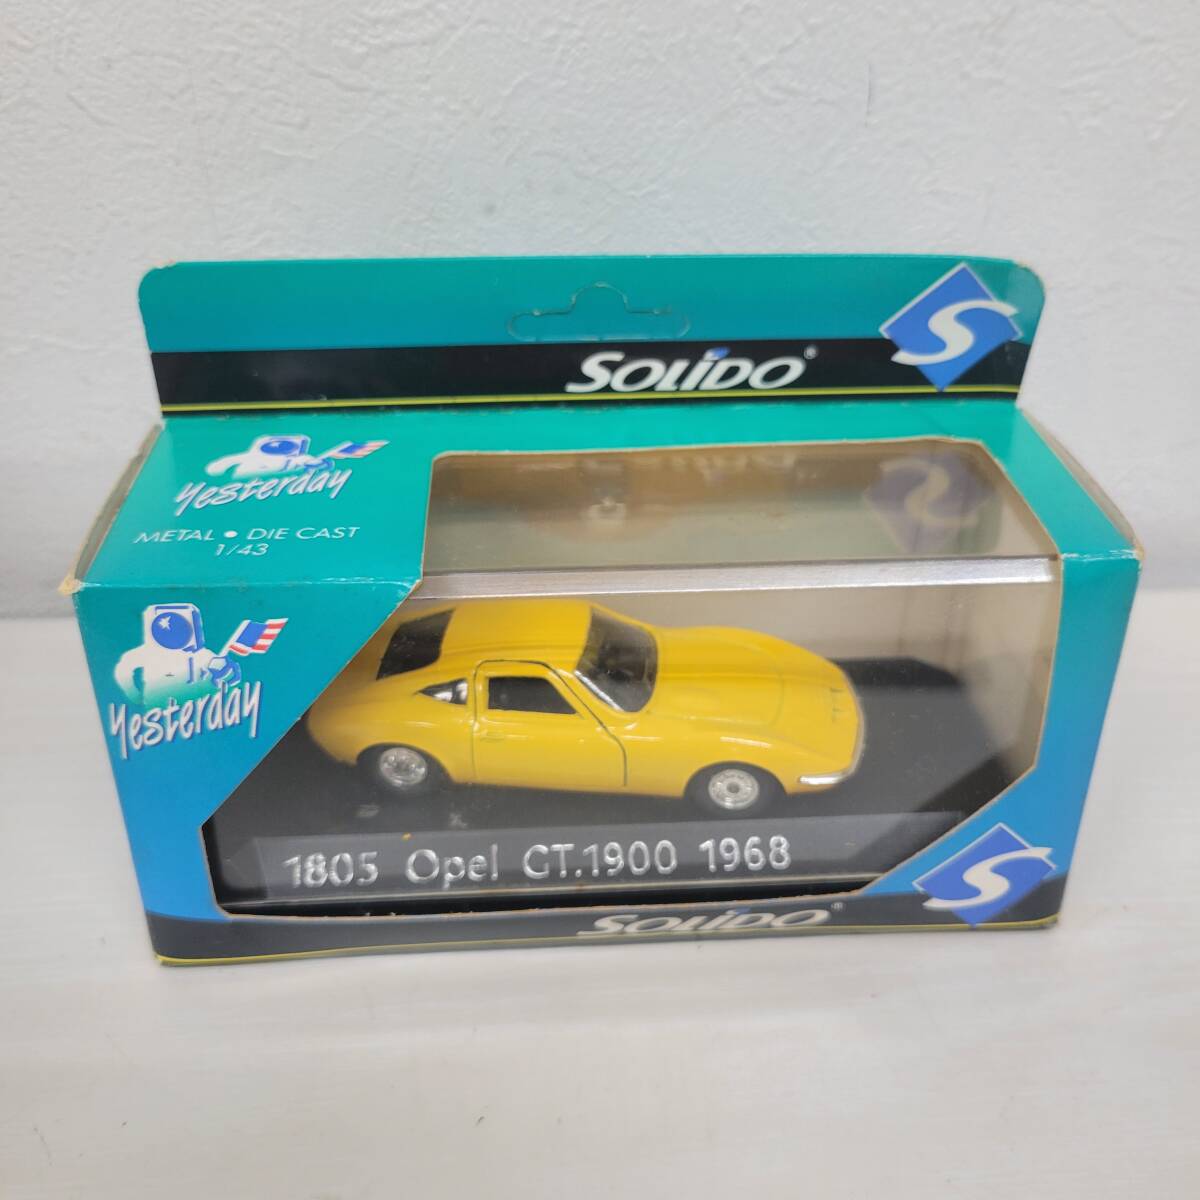 SOLIDO®
S
Yesterday
METAL • DIE CAST
1/43
Yesterday
1805 Opel GT.1900 1968
SOLIDO®
S